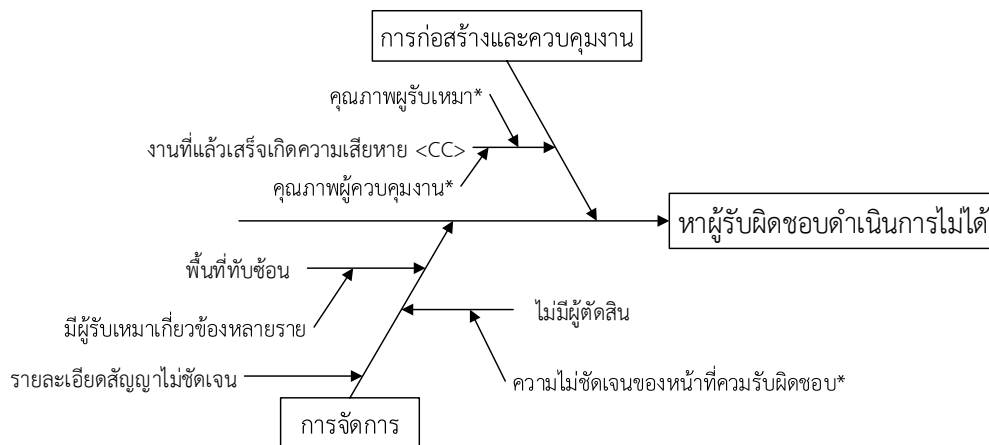 การก่อสร้างและควบคุมงาน
คุณภาพผูรับเหมา*
งานที่แล้วเสร็จเกิดความเสียหาย <CC>
คุณภาพผู้ควบคุมงาน*
หาผู้รับผิดชอบดำเนินการไม่ได้
พื้นที่ทับซ้อน
มีผู้รับเหมาเกี่ยวข้องหลายราย
ไม่มีผู้ตัดสิน
รายละเอียดสัญญาไม่ชัดเจน
ความไม่ชัดเจนของหน้าที่ควมรับผิดชอบ*
การจัดการ